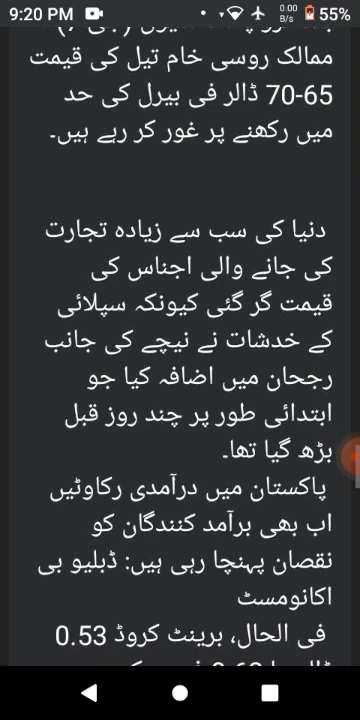 9:20 PM 0.00 B/s 55%
ممالک روسی خام تیل کی قیمت
65-70 ڈالر فی بیرل کی حد
میں رکھنے پر غور کر رہے ہیں۔
دنیا کی سب سے زیادہ تجارت
کی جانے والی اجناس کی
قیمت گر گئی کیونکہ سپلائی
کے خدشات نے نیچے کی جانب
رجحان میں اضافہ کیا جو
ابتدائی طور پر چند روز قبل
بڑھ گیا تھا۔
پاکستان میں درآمدی رکاوٹیں
اب بھی برآمد کنندگان کو
نقصان پہنچا رہی ہیں: ڈبلیو بی
اکانومسٹ
فی الحال، برینٹ کروڈ 0.53